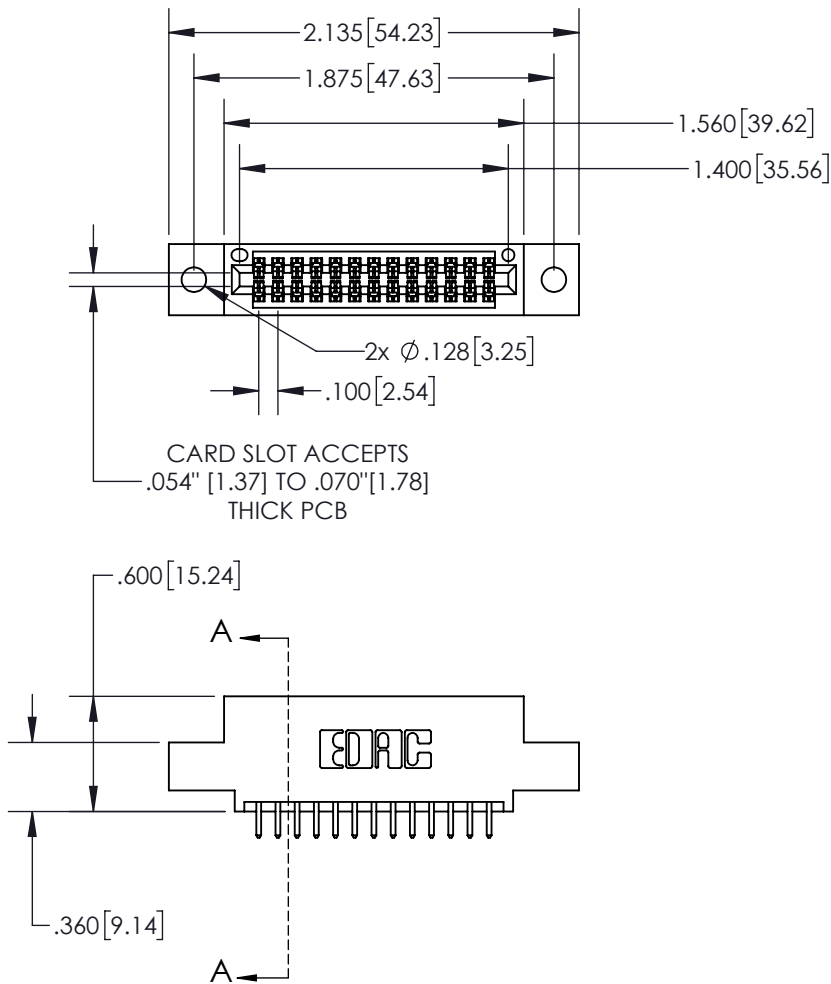 2.135[54.23]
1.875[47.63]
1.560[39.62]
1.400[35.56]
2x ∅.128[3.25]
.100[2.54]
CARD SLOT ACCEPTS
.054" [1.37] TO .070"[1.78]
THICK PCB
.600[15.24]
A
EDAC
.360[9.14]
A